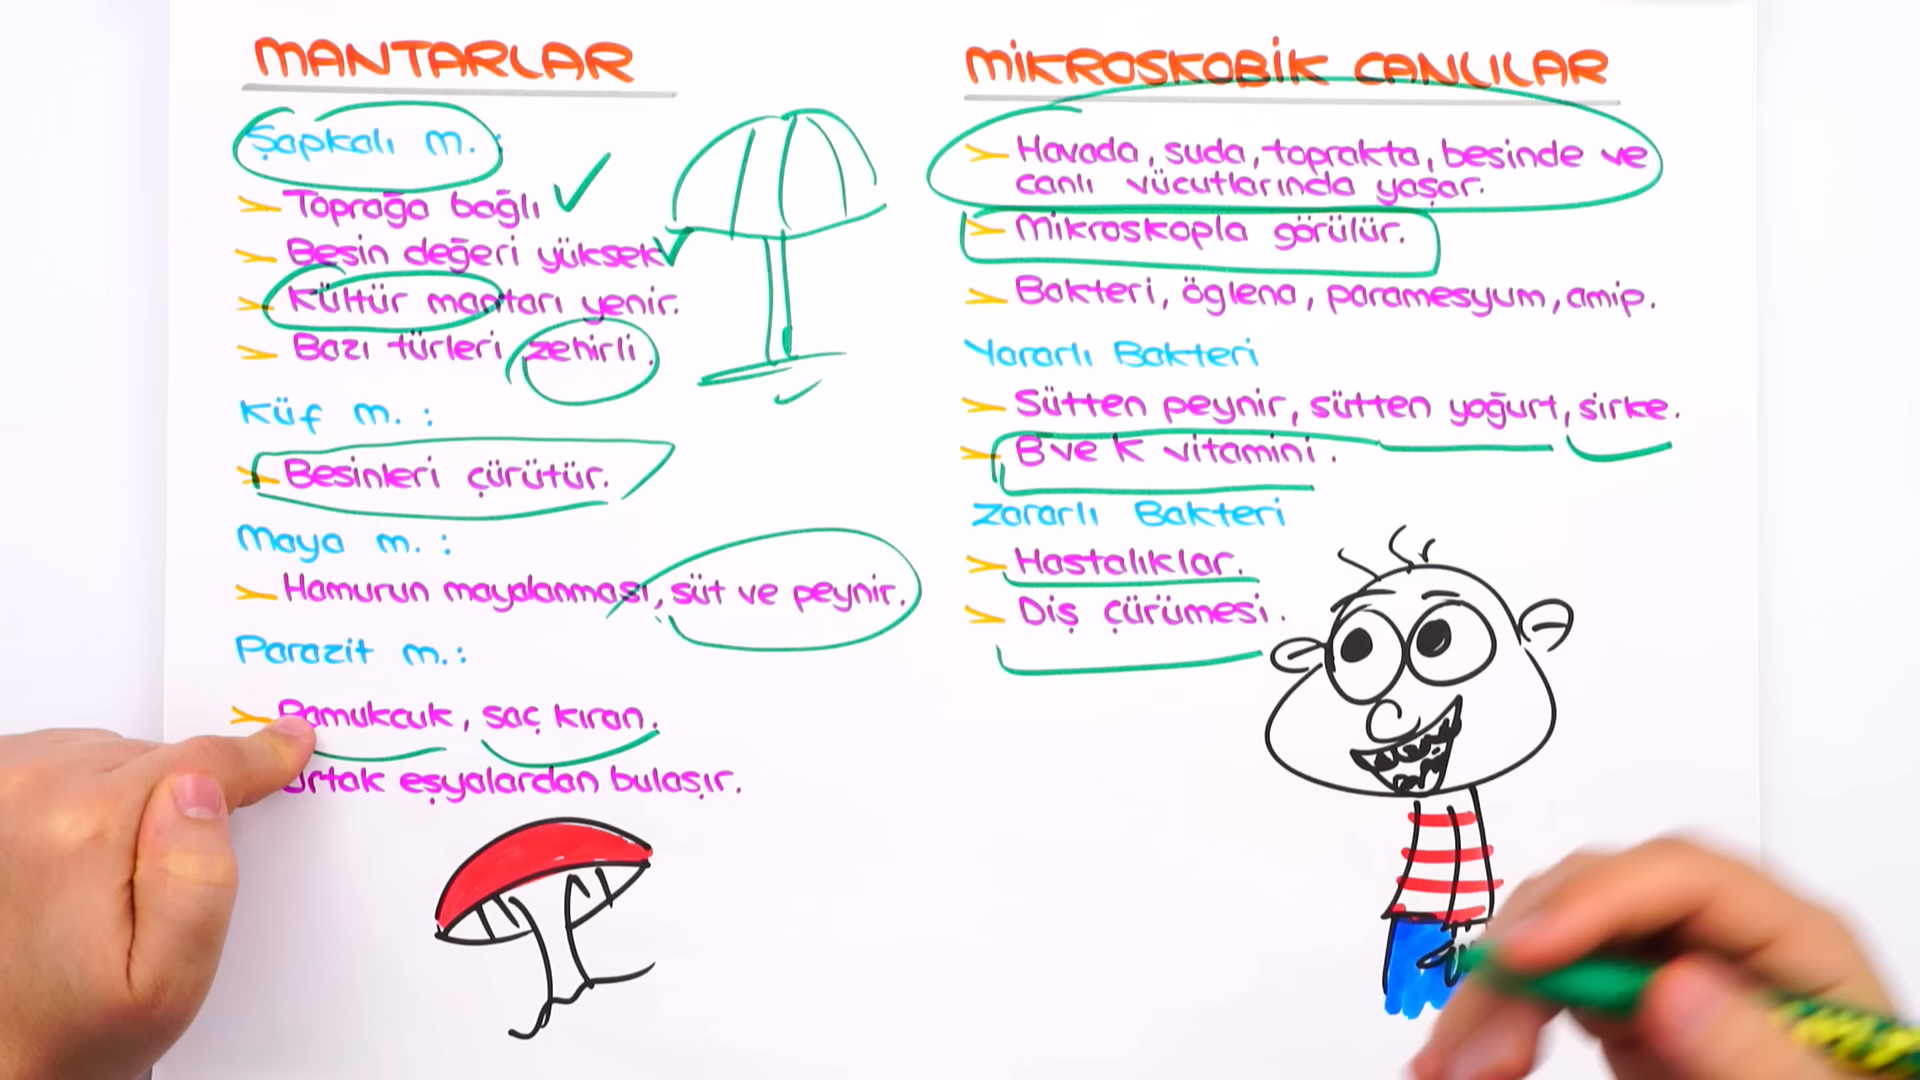 MANTARLAR
Şapkalı m. :
Toprağa bağlı
Besin değeri yüksek
Kültür mantarı yenir.
Bazı türleri zehirli.
Küf m. :
Besinleri çürütür.
Maya m. :
Hamurun mayalanması, süt ve peynir.
Parazit m. :
Pamukcuk, saç kıran.
Ortak eşyalardan bulaşır.
MİKROSKOBİK CANLILAR
Havada, suda, toprakta, besinde ve
canlı vücutlarında yaşar.
Mikroskopla görülür.
Bakteri, öglena, paramesyum, amip.
Yararlı Bakteri
Sütten peynir, sütten yoğurt, sirke.
B ve K vitamini.
Zararlı Bakteri
Hastalıklar.
Diş çürümesi.